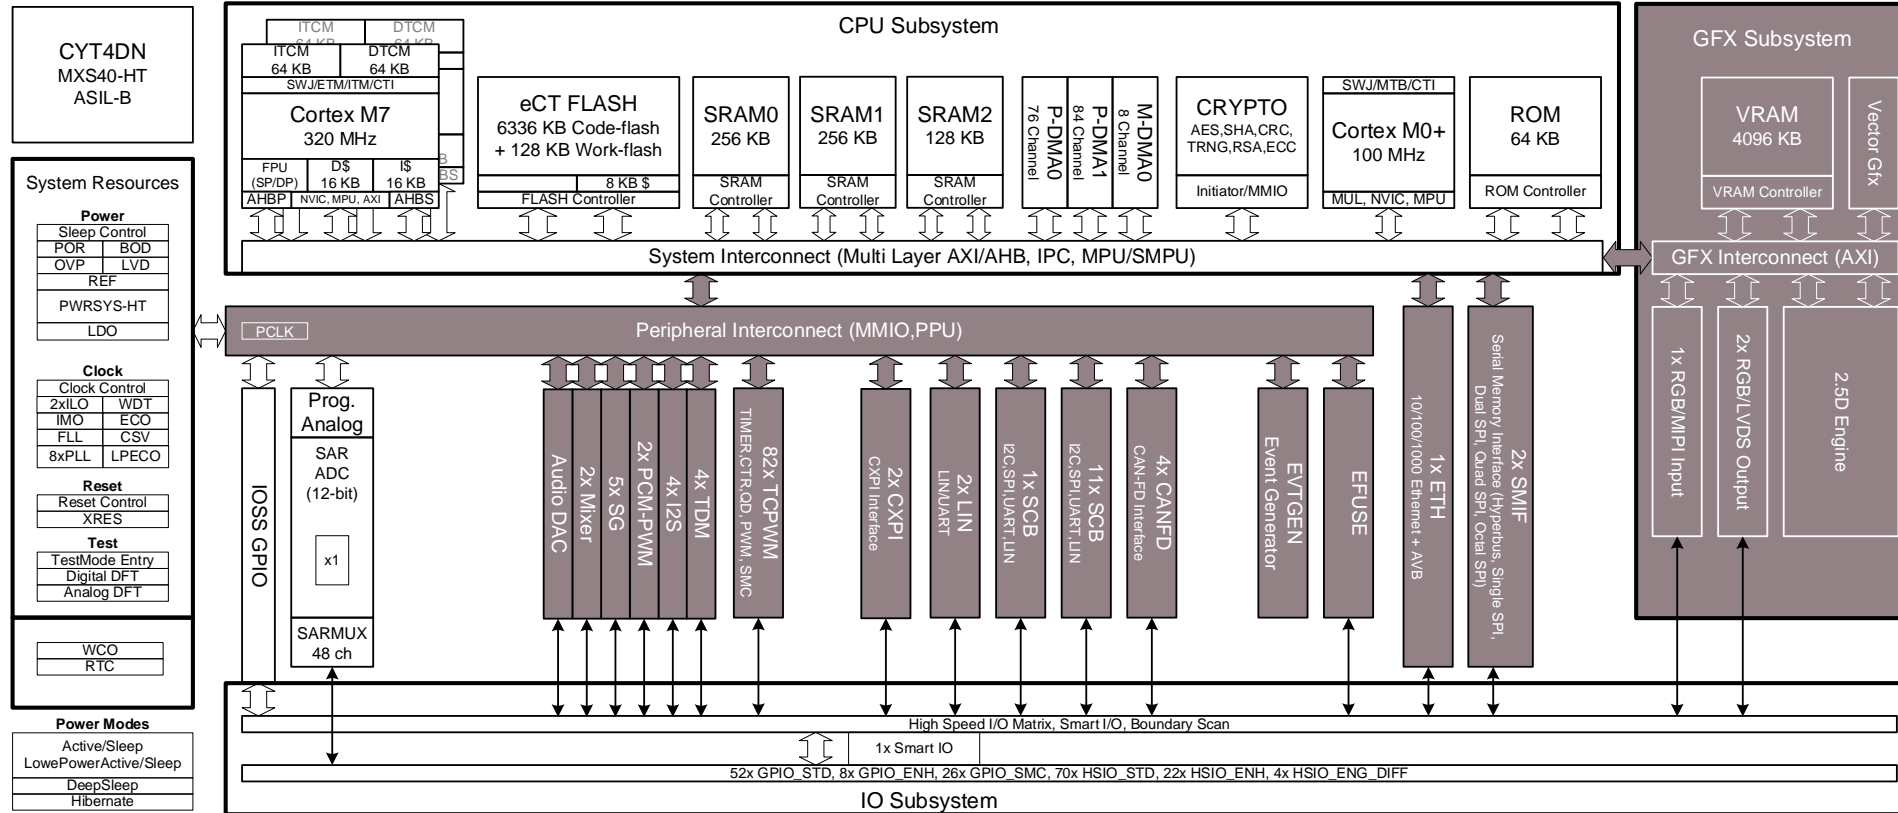 CYT4DN
MXS40-HT
ASIL-B
System Resources
Power
Sleep Control
POR
BOD
OVP
LVD
REF
PWRSYS-HT
LDO
Clock
Clock Control
2xILO
WDT
IMO
ECO
FLL
CSV
8xPLL
LPECO
Reset
Reset Control
XRES
Test
TestMode Entry
Digital DFT
Analog DFT
WCO
RTC
Power Modes
Active/Sleep
LowePowerActive/Sleep
DeepSleep
Hibernate
CPU Subsystem
ITCM
64 KB
DTCM
64 KB
ITCM
64 KB
DTCM
64 KB
SWJ/ETM/ITM/CTI
Cortex M7
320 MHz
FPU
(SP/DP)
D$
16 KB
I$
16 KB
B
BS
AHBP
NVIC, MPU, AXI
AHBS
eCT FLASH
6336 KB Code-flash
+ 128 KB Work-flash
8 KB $
FLASH Controller
SRAM0
256 KB
SRAM
Controller
SRAM1
256 KB
SRAM
Controller
SRAM2
128 KB
SRAM
Controller
P-DMA0
76 Channel
P-DMA1
84 Channel
M-DMA0
8 Channel
CRYPTO
AES,SHA,CRC,
TRNG,RSA,ECC
Initiator/MMIO
SWJ/MTB/CTI
Cortex M0+
100 MHz
MUL, NVIC, MPU
ROM
64 KB
ROM Controller
System Interconnect (Multi Layer AXI/AHB, IPC, MPU/SMPU)
GFX Subsystem
VRAM
4096 KB
VRAM Controller
Vector Gfx
GFX Interconnect (AXI)
1x RGB/MIPI Input
2x RGB/LVDS Output
2.5D Engine
PCLK
Peripheral Interconnect (MMIO,PPU)
IOSS GPIO
Prog.
Analog
SAR
ADC
(12-bit)
x1
SARMUX
48 ch
Audio DAC
2x Mixer
5x SG
2x PCM-PWM
4x I2S
4x TDM
82x TCPWM
TIMER,CTR,QD, PWM, SMC
2x CXPI
CXPI Interface
2x LIN
LIN/UART
1x SCB
I2C,SPI,UART,LIN
11x SCB
I2C,SPI,UART,LIN
4x CANFD
CAN-FD Interface
EVTGEN
Event Generator
EFUSE
1x ETH
10/100/1000 Ethernet + AVB
2x SMIF
Serial Memory Interface (Hyperbus, Single SPI,
Dual SPI, Quad SPI, Octal SPI)
High Speed I/O Matrix, Smart I/O, Boundary Scan
1x Smart IO
52x GPIO_STD, 8x GPIO_ENH, 26x GPIO_SMC, 70x HSIO_STD, 22x HSIO_ENH, 4x HSIO_ENG_DIFF
IO Subsystem